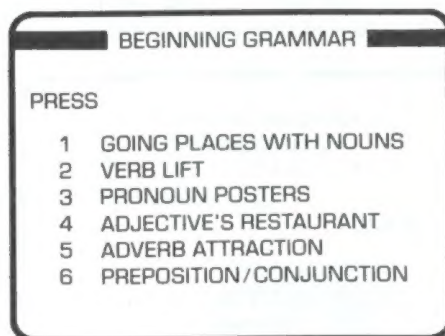 BEGINNING GRAMMAR
PRESS
1 GOING PLACES WITH NOUNS
2 VERB LIFT
3 PRONOUN POSTERS
4 ADJECTIVE'S RESTAURANT
5 ADVERB ATTRACTION
6 PREPOSITION/CONJUNCTION